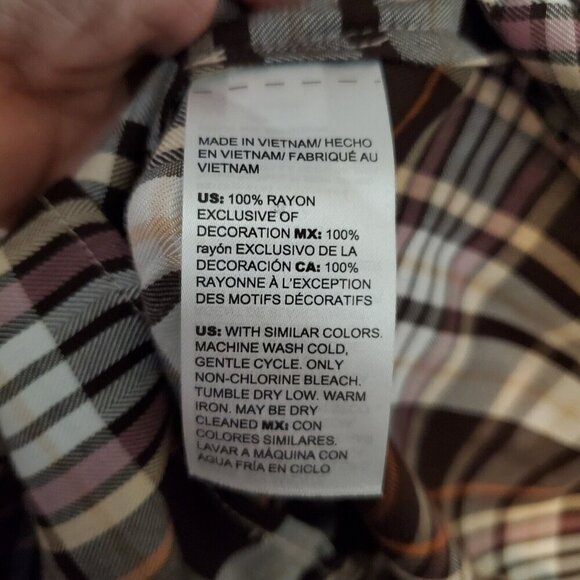 MADE IN VIETNAM/ HECHO
EN VIETNAM/ FABRIQUÉ AU
VIETNAM
US: 100% RAYON
EXCLUSIVE OF
DECORATION MX: 100%
rayón EXCLUSIVO DE LA
DECORACIÓN CA: 100%
RAYONNE À L'EXCEPTION
DES MOTIFS DÉCORATIFS
US: WITH SIMILAR COLORS.
MACHINE WASH COLD,
GENTLE CYCLE. ONLY
NON-CHLORINE BLEACH.
TUMBLE DRY LOW. WARM
IRON. MAY BE DRY
CLEANED MX: CON
COLORES SIMILARES.
LAVAR A MÁQUINA CON
AGUA FRÍA EN CICLO